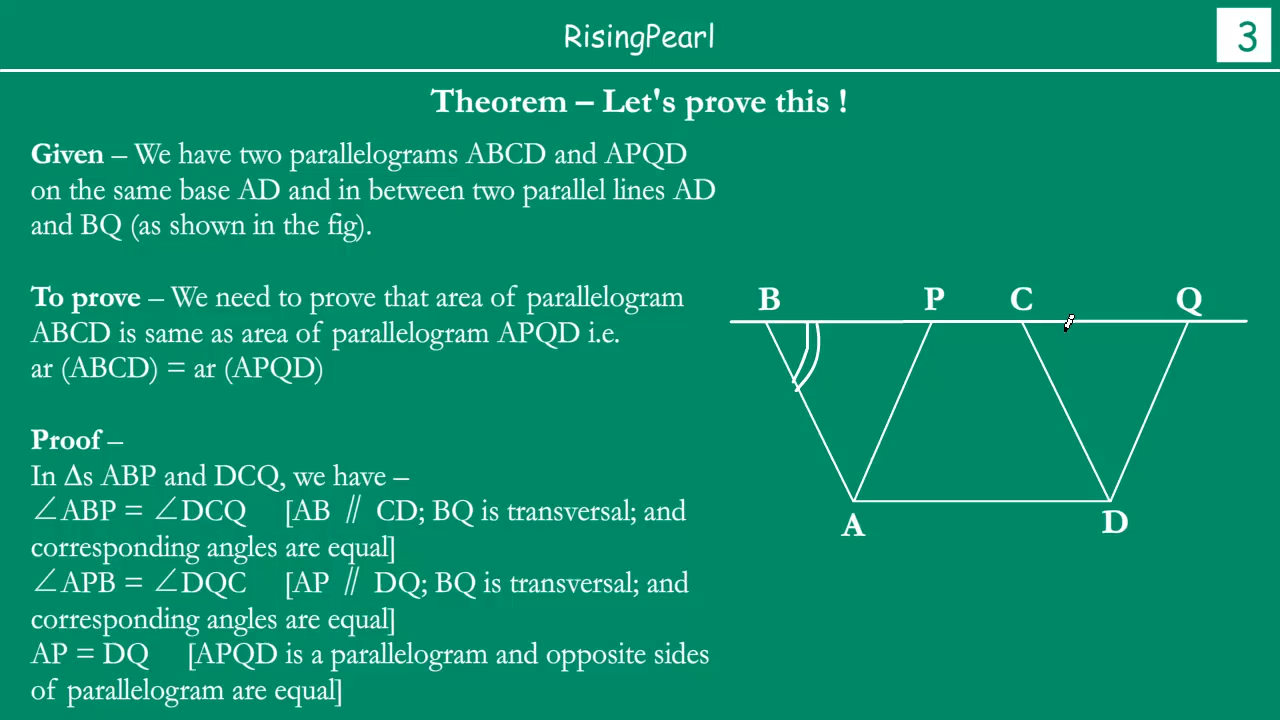 RisingPearl
3
Theorem – Let's prove this !
Given – We have two parallelograms ABCD and APQD
on the same base AD and in between two parallel lines AD
and BQ (as shown in the fig).
To prove – We need to prove that area of parallelogram
ABCD is same as area of parallelogram APQD i.e.
ar (ABCD) = ar (APQD)
Proof –
In Δs ABP and DCQ, we have –
∠ABP = ∠DCQ [AB ∥ CD; BQ is transversal; and
corresponding angles are equal]
∠APB = ∠DQC [AP ∥ DQ; BQ is transversal; and
corresponding angles are equal]
AP = DQ [APQD is a parallelogram and opposite sides
of parallelogram are equal]
B P C Q
A D